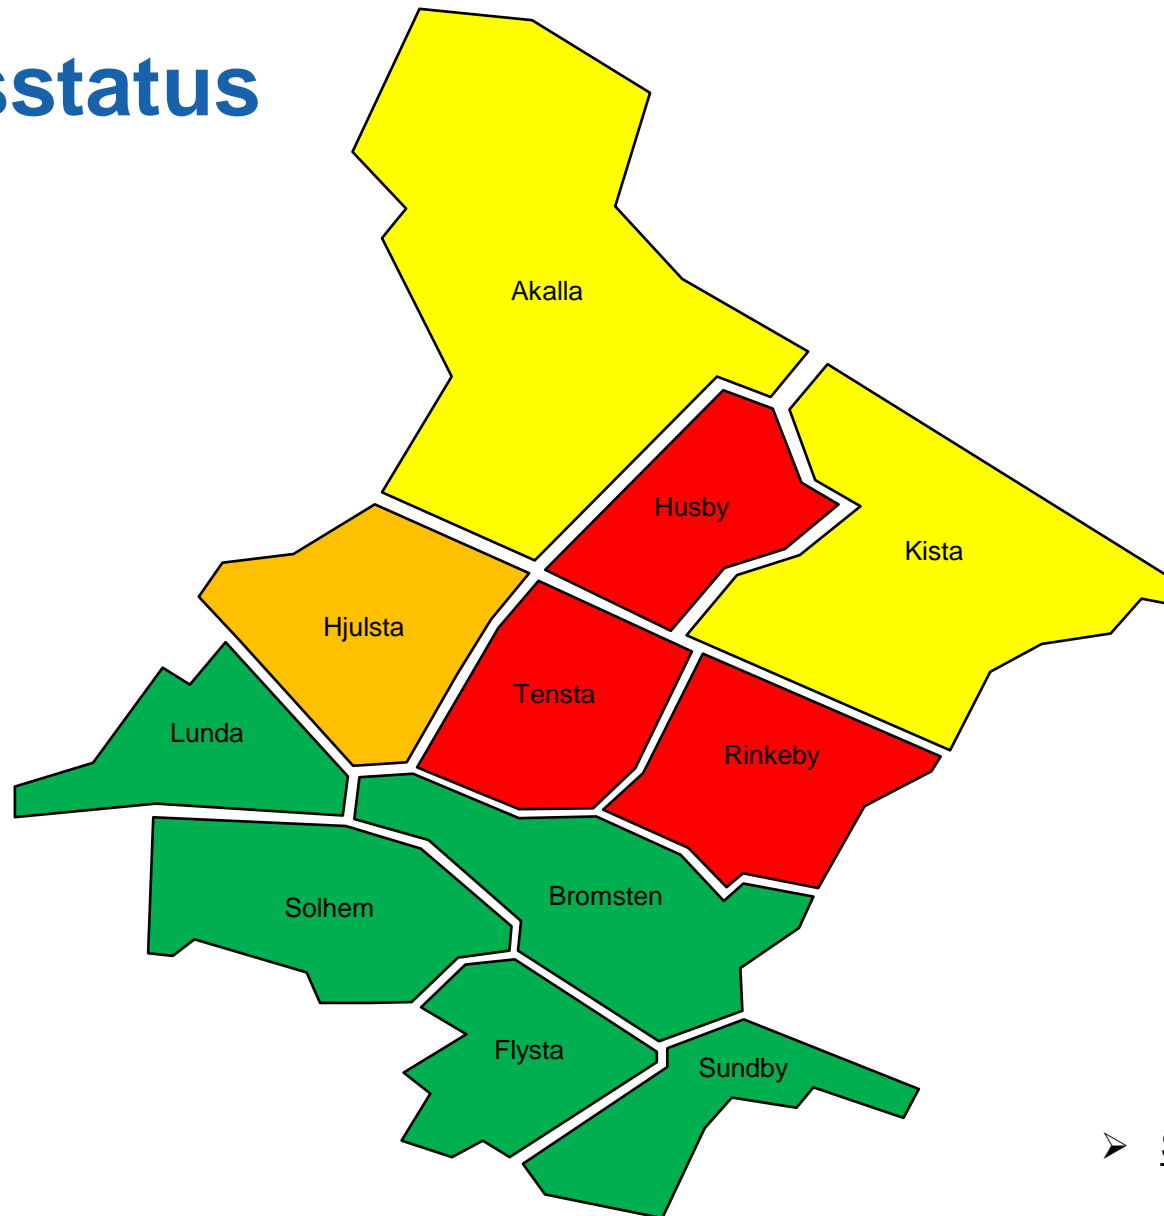 sstatus
Akalla
Husby
Kista
Hjulsta
Tensta
Lunda
Rinkeby
Bromsten
Solhem
Flysta
Sundby